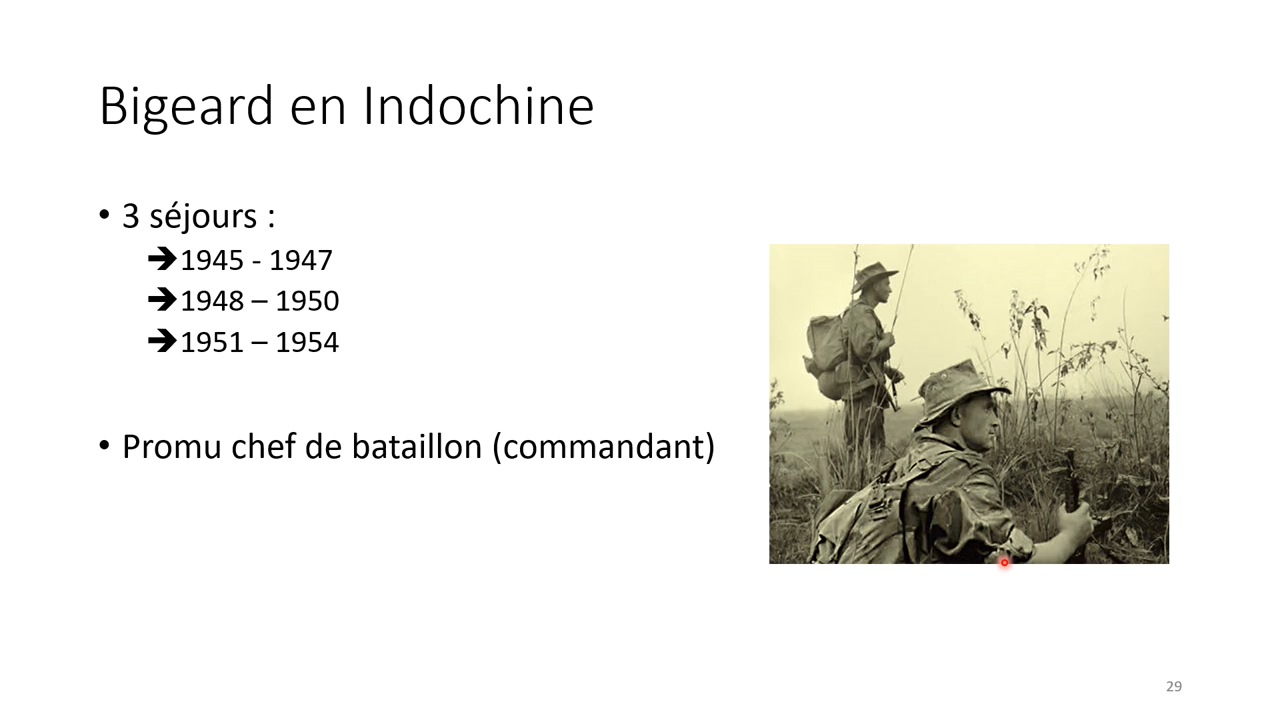 Bigeard en Indochine
• 3 séjours :
➔1945 - 1947
➔1948 – 1950
➔1951 – 1954
• Promu chef de bataillon (commandant)
29